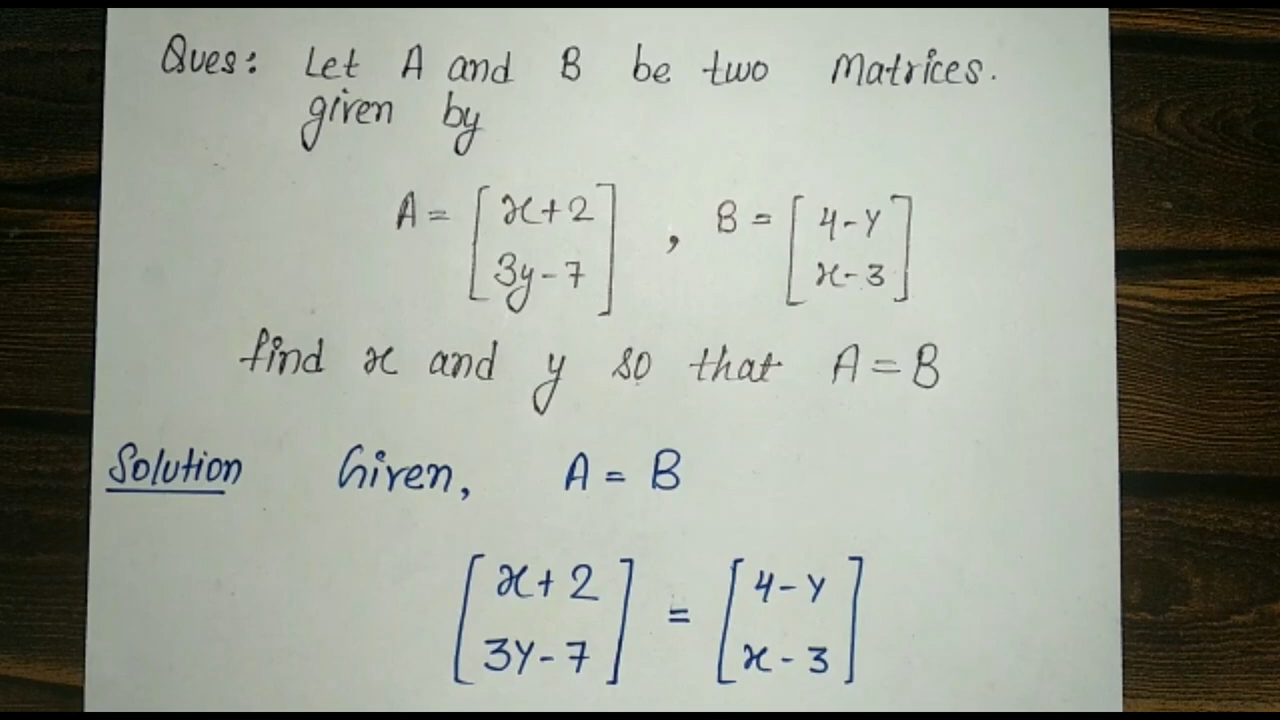 Ques: Let A and B be two Matrices.
given by
A = [x+2 3y-7] , B = [4-y x-3]
find x and y so that A = B
Solution Given, A = B
[x+2 3y-7] = [4-y x-3]